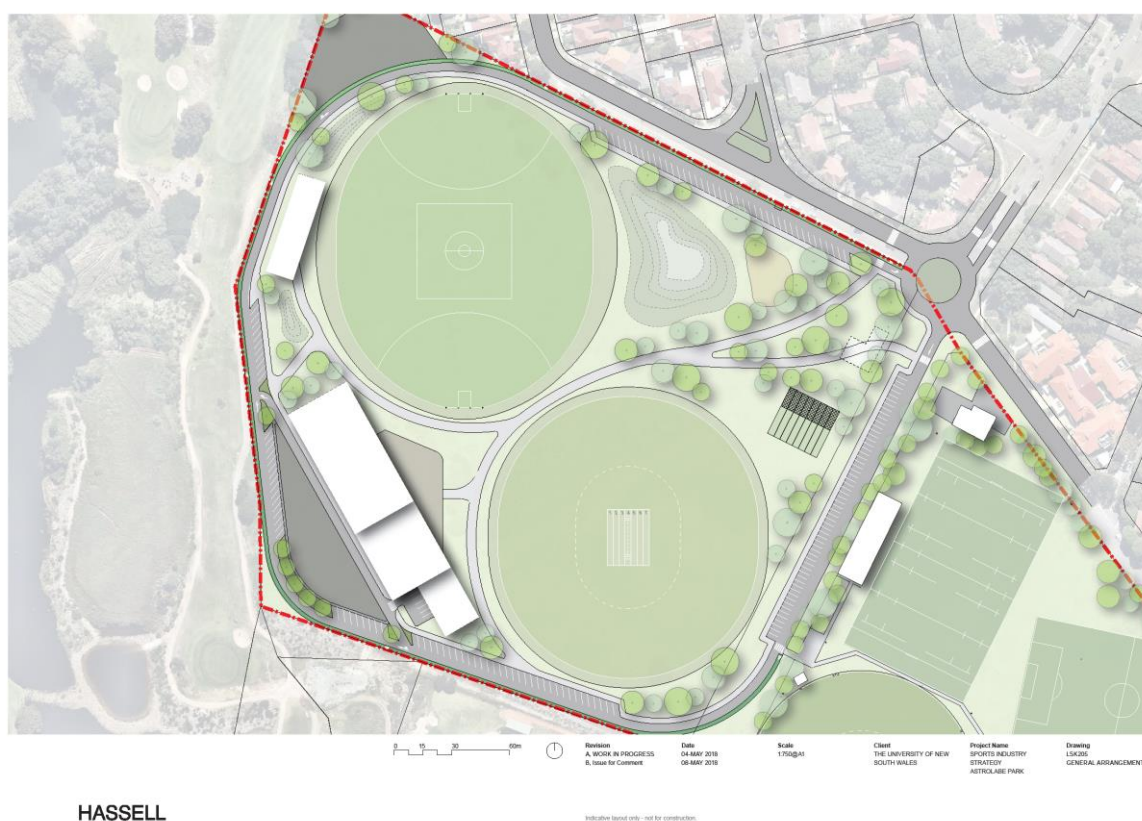 0 15 30 60m
Revision
A. WORK IN PROGRESS
B. Issue for Comment
Date
04-MAY 2018
06-MAY 2018
Scale
1:750@A1
Client
THE UNIVERSITY OF NEW
SOUTH WALES
Project Name
SPORTS INDUSTRY
STRATEGY
ASTROLABE PARK
Drawing
LSK205
GENERAL ARRANGEMENT
HASSELL
Indicative layout only - not for construction.